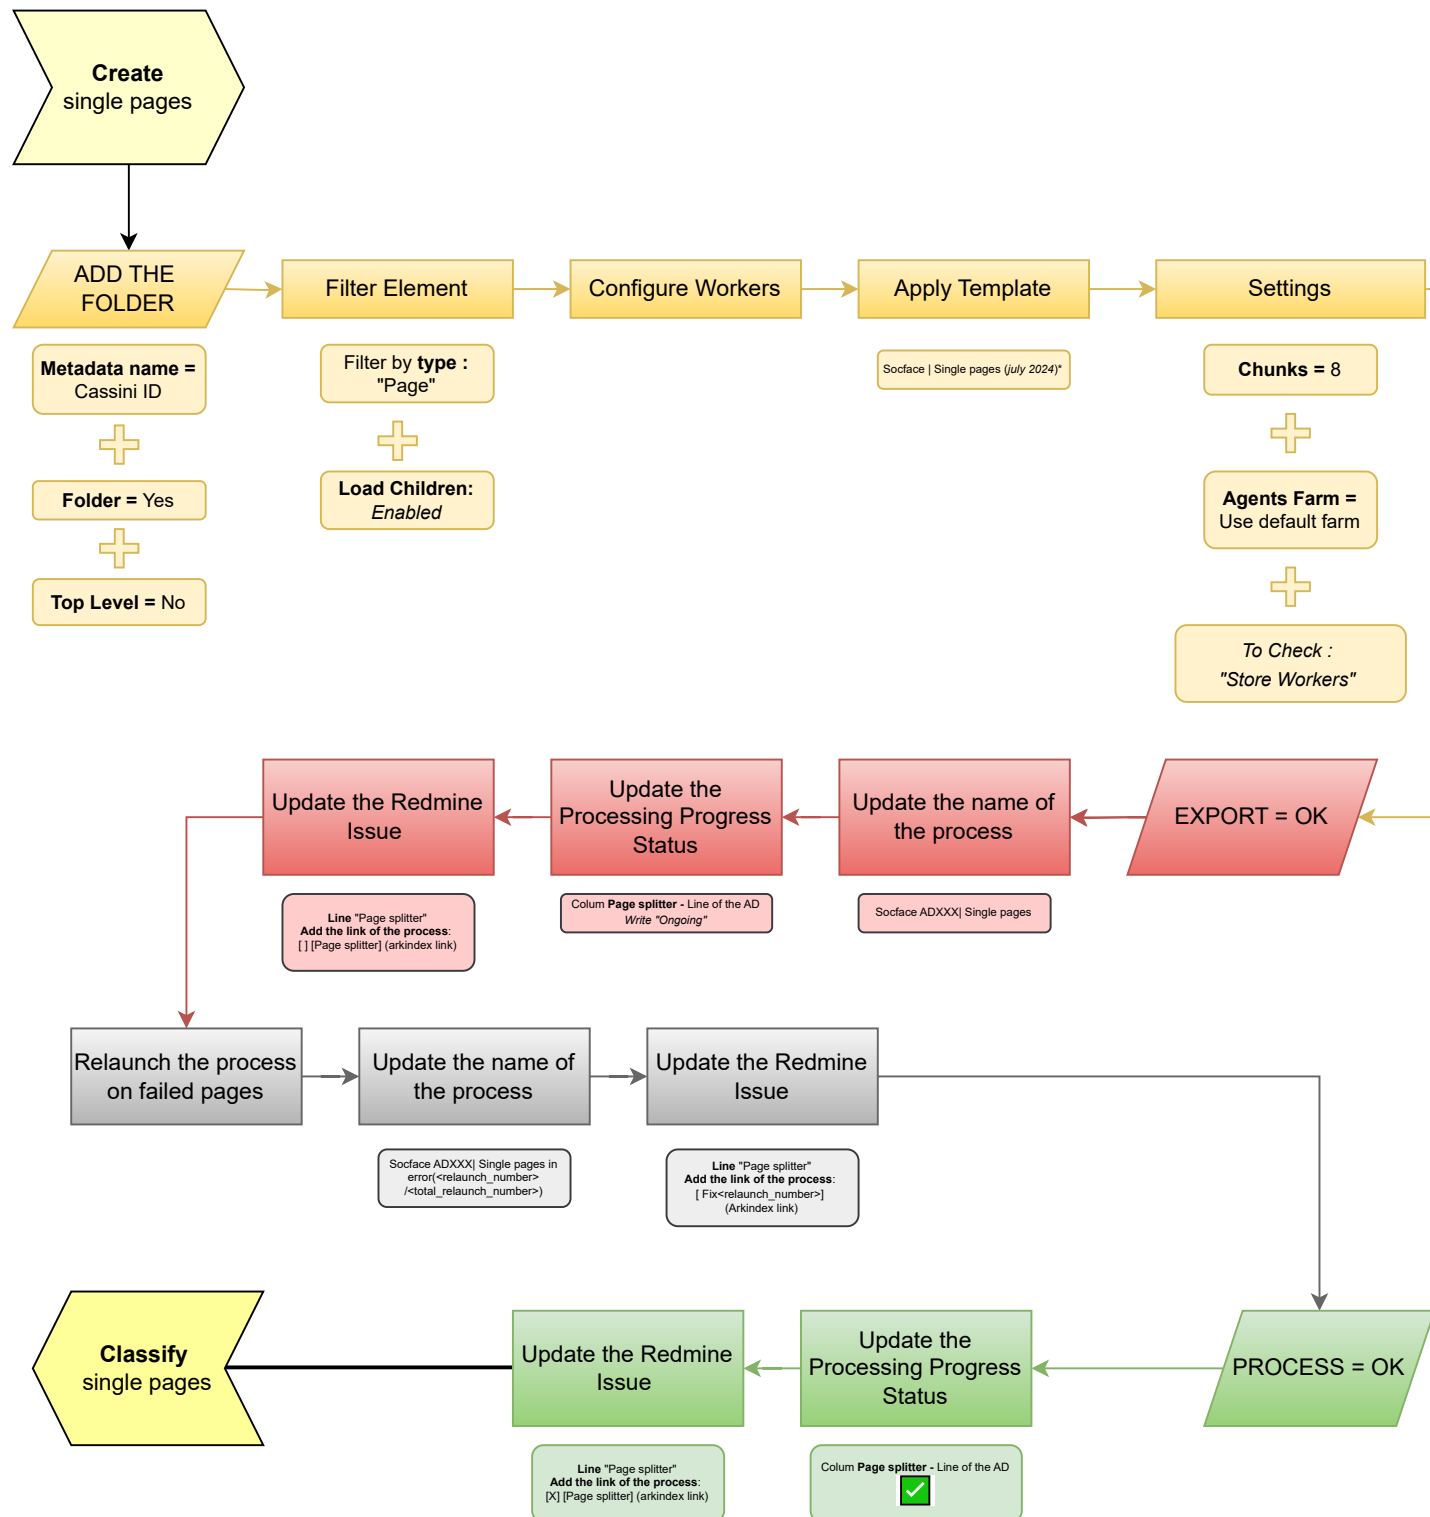 Create
single pages
ADD THE
FOLDER
Filter Element
Configure Workers
Apply Template
Settings
Metadata name =
Cassini ID
Folder = Yes
Top Level = No
Filter by type :
"Page"
Load Children:
Enabled
Socface | Single pages (july 2024)*
Chunks = 8
Agents Farm =
Use default farm
To Check :
"Store Workers"
Update the Redmine
Issue
Update the
Processing Progress
Status
Update the name of
the process
EXPORT = OK
Line "Page splitter"
Add the link of the process:
[ ] [Page splitter] (arkindex link)
Colum Page splitter - Line of the AD
Write "Ongoing"
Socface ADXXX| Single pages
Relaunch the process
on failed pages
Update the name of
the process
Update the Redmine
Issue
Socface ADXXX| Single pages in
error(<relaunch_number>
/<total_relaunch_number>)
Line "Page splitter"
Add the link of the process:
[ Fix<relaunch_number>]
(Arkindex link)
Classify
single pages
Update the Redmine
Issue
Update the
Processing Progress
Status
PROCESS = OK
Line "Page splitter"
Add the link of the process:
[X] [Page splitter] (arkindex link)
Colum Page splitter - Line of the AD